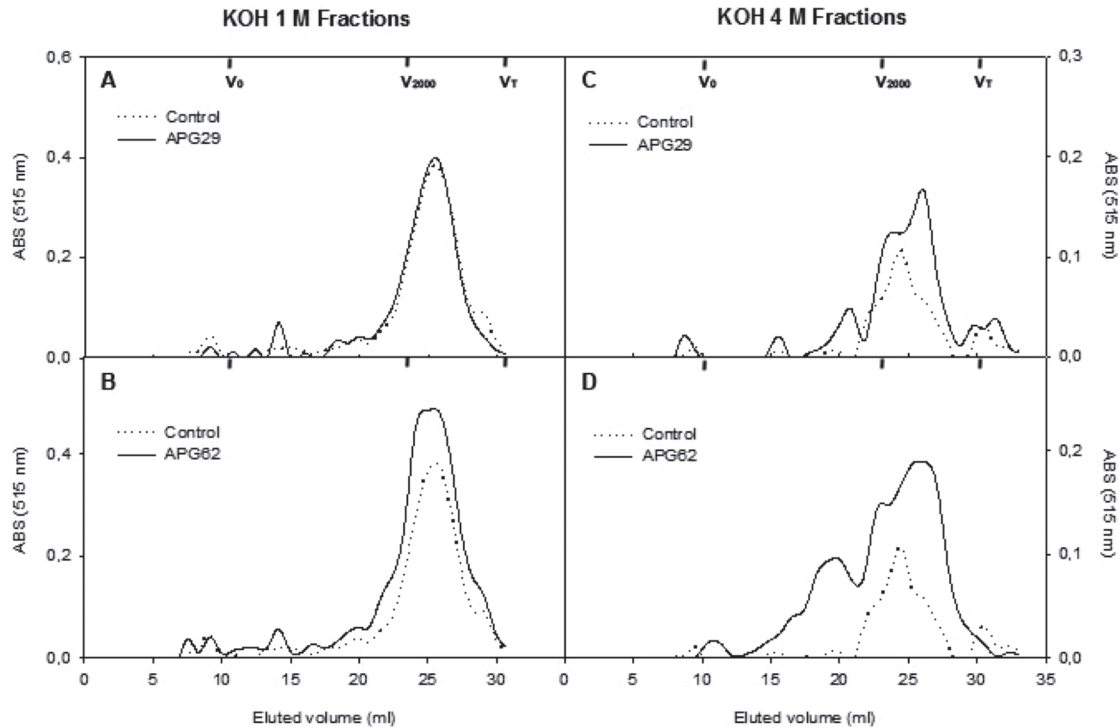 KOH 1 M Fractions
KOH 4 M Fractions
0,6
0,4
0,2
0,0
ABS (515 nm)
A
V0
V2000
VT
Control
APG29
C
V0
V2000
VT
Control
APG29
0,3
0,2
0,1
0,0
ABS (515 nm)
0,4
0,2
0,0
ABS (515 nm)
B
Control
APG62
D
Control
APG62
0,2
0,1
0,0
ABS (515 nm)
0 5 10 15 20 25 30
0 5 10 15 20 25 30 35
Eluted volume (ml)
Eluted volume (ml)